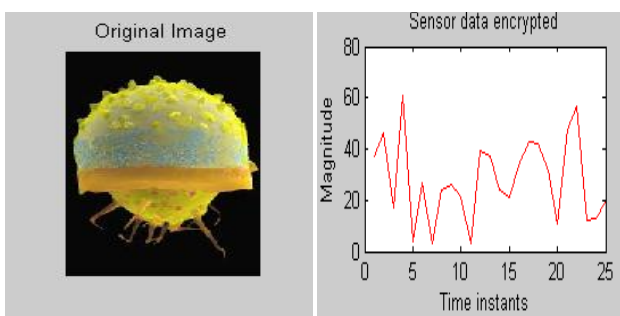 Original Image
Sensor data encrypted
80
60
40
20
0
Magnitude
0 5 10 15 20 25
Time instants